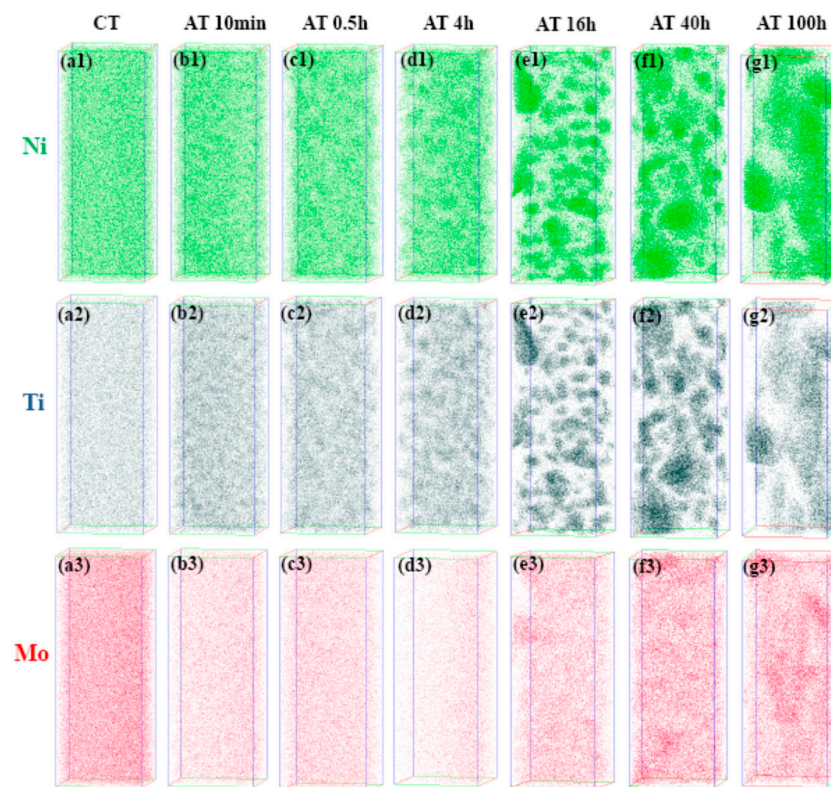 CT AT 10min AT 0.5h AT 4h AT 16h AT 40h AT 100h
(a1) (b1) (c1) (d1) (e1) (f1) (g1)
Ni
(a2) (b2) (c2) (d2) (e2) (f2) (g2)
Ti
(a3) (b3) (c3) (d3) (e3) (f3) (g3)
Mo